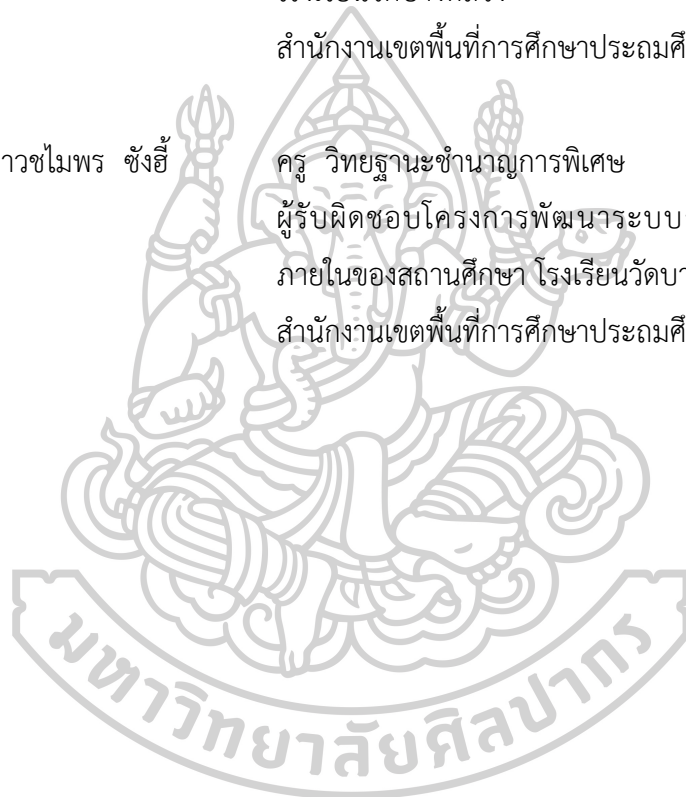 สำนักงานเขตพื้นที่การศึกษาประถมศึ
าวชไมพร ซังฮี้ ครู วิทยฐานะชำนาญการพิเศษ
ผู้รับผิดชอบโครงการพัฒนาระบบ
ภายในของสถานศึกษา โรงเรียนวัดบา
สำนักงานเขตพื้นที่การศึกษาประถมศึ
มหาวิทยาลัยศิลปากร